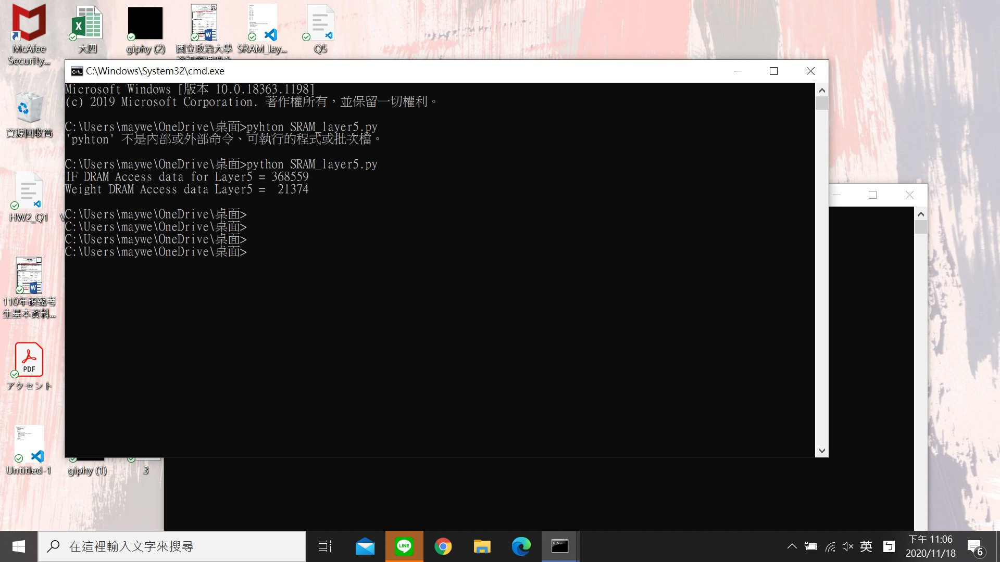 McAfee
Security...
大四
giphy (2)
國立政治大學
SRAM_lay...
Q5
C:\Windows\System32\cmd.exe
Microsoft Windows [版本 10.0.18363.1198]
(c) 2019 Microsoft Corporation. 著作權所有，並保留一切權利。
C:\Users\maywe\OneDrive\桌面>pyhton SRAM_layer5.py
'pyhton' 不是內部或外部命令、可執行的程式或批次檔。
C:\Users\maywe\OneDrive\桌面>python SRAM_layer5.py
IF DRAM Access data for Layer5 = 368559
Weight DRAM Access data Layer5 =  21374
C:\Users\maywe\OneDrive\桌面>
C:\Users\maywe\OneDrive\桌面>
C:\Users\maywe\OneDrive\桌面>
C:\Users\maywe\OneDrive\桌面>
資源回收筒
HW2_Q1
110年碩甄考
生基本資料...
PDF
アクセント
Untitled-1
giphy (1)
3
在這裡輸入文字來搜尋
LINE
英
ㄅ
下午 11:06
2020/11/18
6